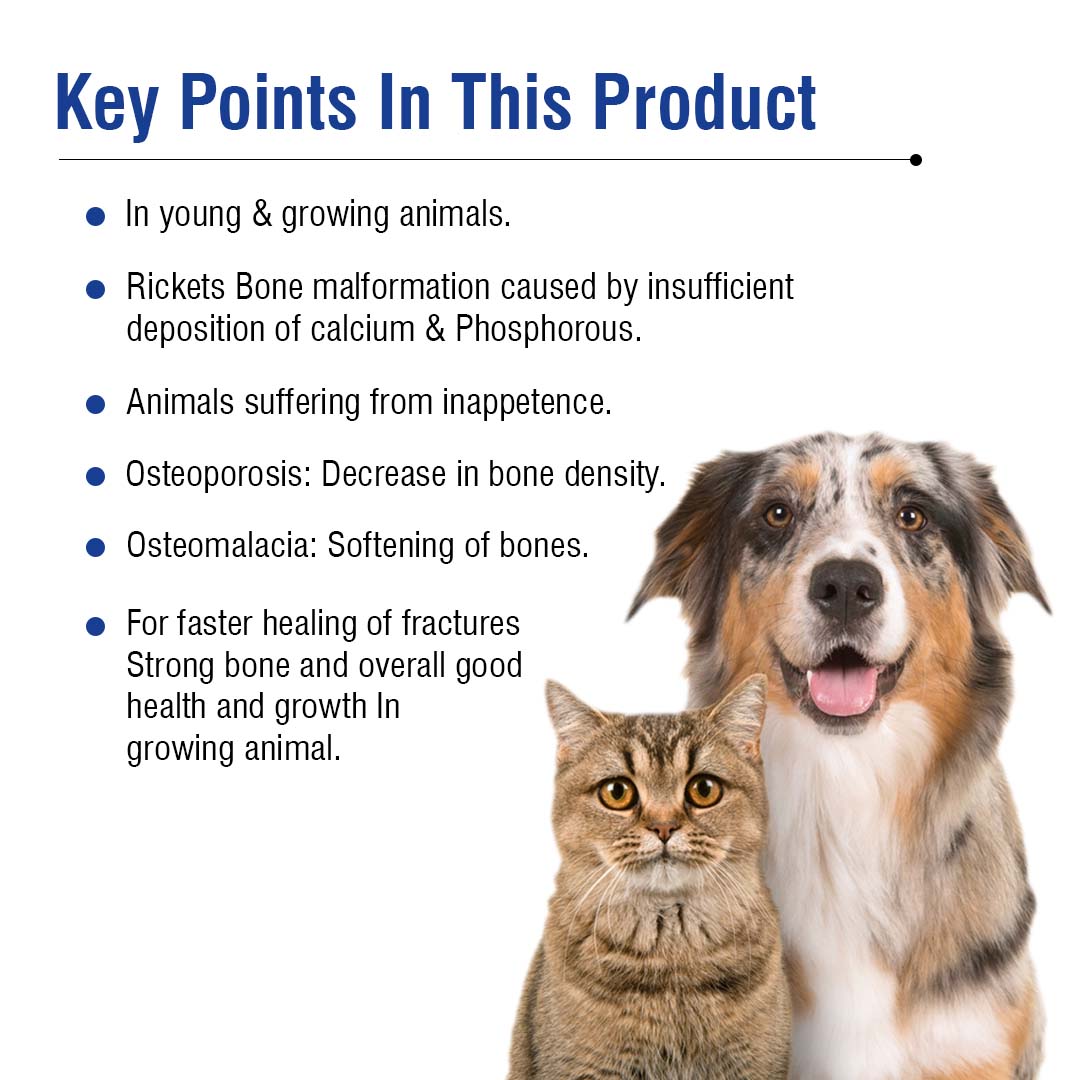 Key Points In This Product
In young & growing animals.
Rickets Bone malformation caused by insufficient
deposition of calcium & Phosphorous.
Animals suffering from inappetence.
Osteoporosis: Decrease in bone density.
Osteomalacia: Softening of bones.
For faster healing of fractures
Strong bone and overall good
health and growth In
growing animal.